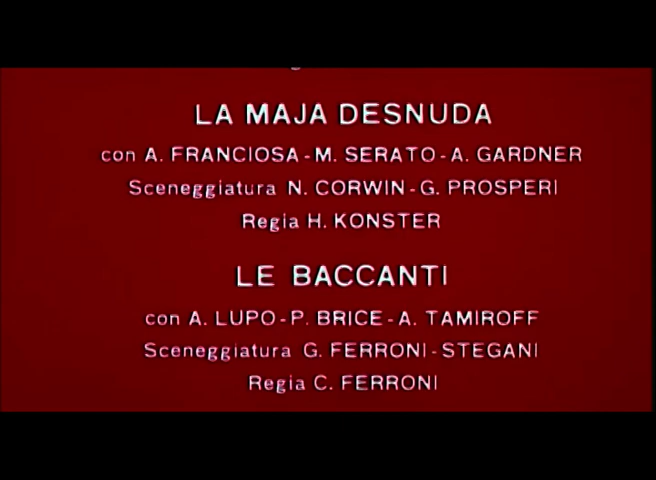 LA MAJA DESNUDA
con A. FRANCIOSA - M. SERATO - A. GARDNER
Sceneggiatura N. CORWIN - G. PROSPERI
Regia H. KONSTER
LE BACCANTI
con A. LUPO - P. BRICE - A. TAMIROFF
Sceneggiatura G. FERRONI - STEGANI
Regia C. FERRONI